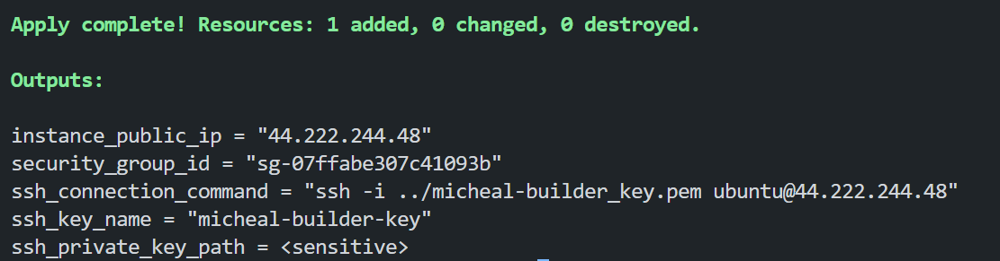 Apply complete! Resources: 1 added, 0 changed, 0 destroyed.
Outputs:
instance_public_ip = "44.222.244.48"
security_group_id = "sg-07ffabe307c41093b"
ssh_connection_command = "ssh -i ../micheal-builder_key.pem ubuntu@44.222.244.48"
ssh_key_name = "micheal-builder-key"
ssh_private_key_path = <sensitive>